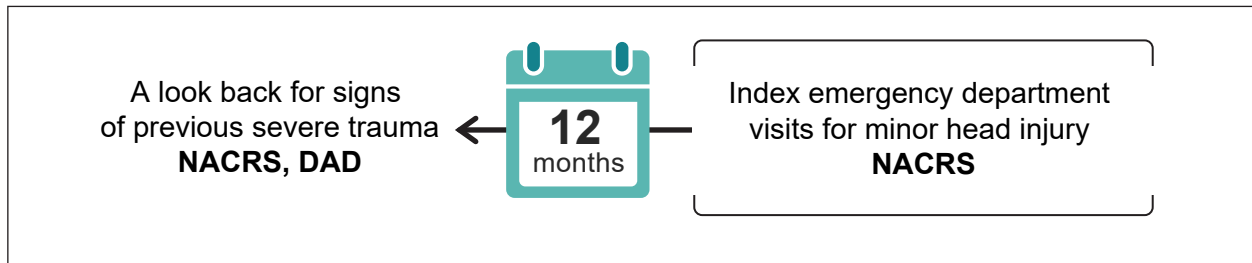 A look back for signs
of previous severe trauma
NACRS, DAD
12
months
Index emergency department
visits for minor head injury
NACRS